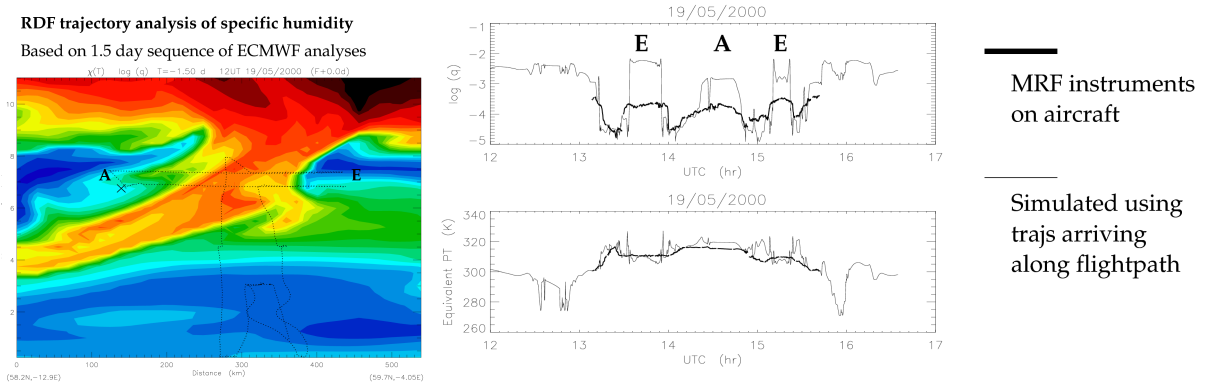 RDF trajectory analysis of specific humidity
Based on 1.5 day sequence of ECMWF analyses
χ(T) log (q) T=−1.50 d 12UT 19/05/2000 (F+0.0d)
10
8
6
4
2
A
E
0
100
200
300
400
500
Distance (km)
(58.2N,−12.9E)
(59.7N,−4.05E)
19/05/2000
−1
−2
−3
−4
−5
log (q)
E
A
E
12
13
14
15
16
17
UTC (hr)
19/05/2000
340
320
300
280
260
Equivalent PT (K)
12
13
14
15
16
17
UTC (hr)
MRF instruments
on aircraft
Simulated using
trajs arriving
along flightpath